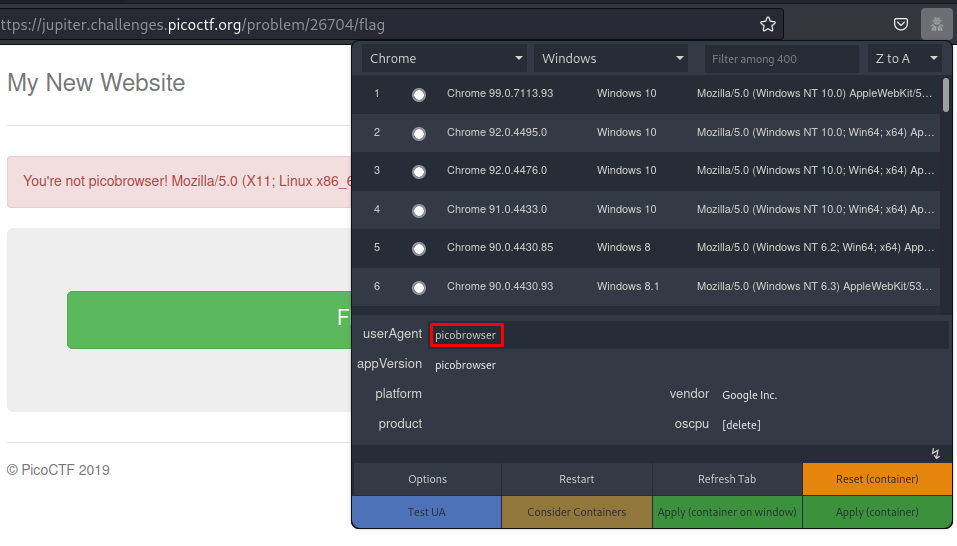 ttps://jupiter.challenges.picoctf.org/problem/26704/flag
My New Website
You're not picobrowser! Mozilla/5.0 (X11; Linux x86_6
F
© PicoCTF 2019
Chrome Windows Filter among 400 Z to A
1 Chrome 99.0.7113.93 Windows 10 Mozilla/5.0 (Windows NT 10.0) AppleWebKit/5...
2 Chrome 92.0.4495.0 Windows 10 Mozilla/5.0 (Windows NT 10.0; Win64; x64) Ap...
3 Chrome 92.0.4476.0 Windows 10 Mozilla/5.0 (Windows NT 10.0; Win64; x64) Ap...
4 Chrome 91.0.4433.0 Windows 10 Mozilla/5.0 (Windows NT 10.0; Win64; x64) Ap...
5 Chrome 90.0.4430.85 Windows 8 Mozilla/5.0 (Windows NT 6.2; Win64; x64) App...
6 Chrome 90.0.4430.93 Windows 8.1 Mozilla/5.0 (Windows NT 6.3) AppleWebKit/53...
userAgent picobrowser
appVersion picobrowser
platform vendor Google Inc.
product oscpu [delete]
Options Restart Refresh Tab Reset (container)
Test UA Consider Containers Apply (container on window) Apply (container)